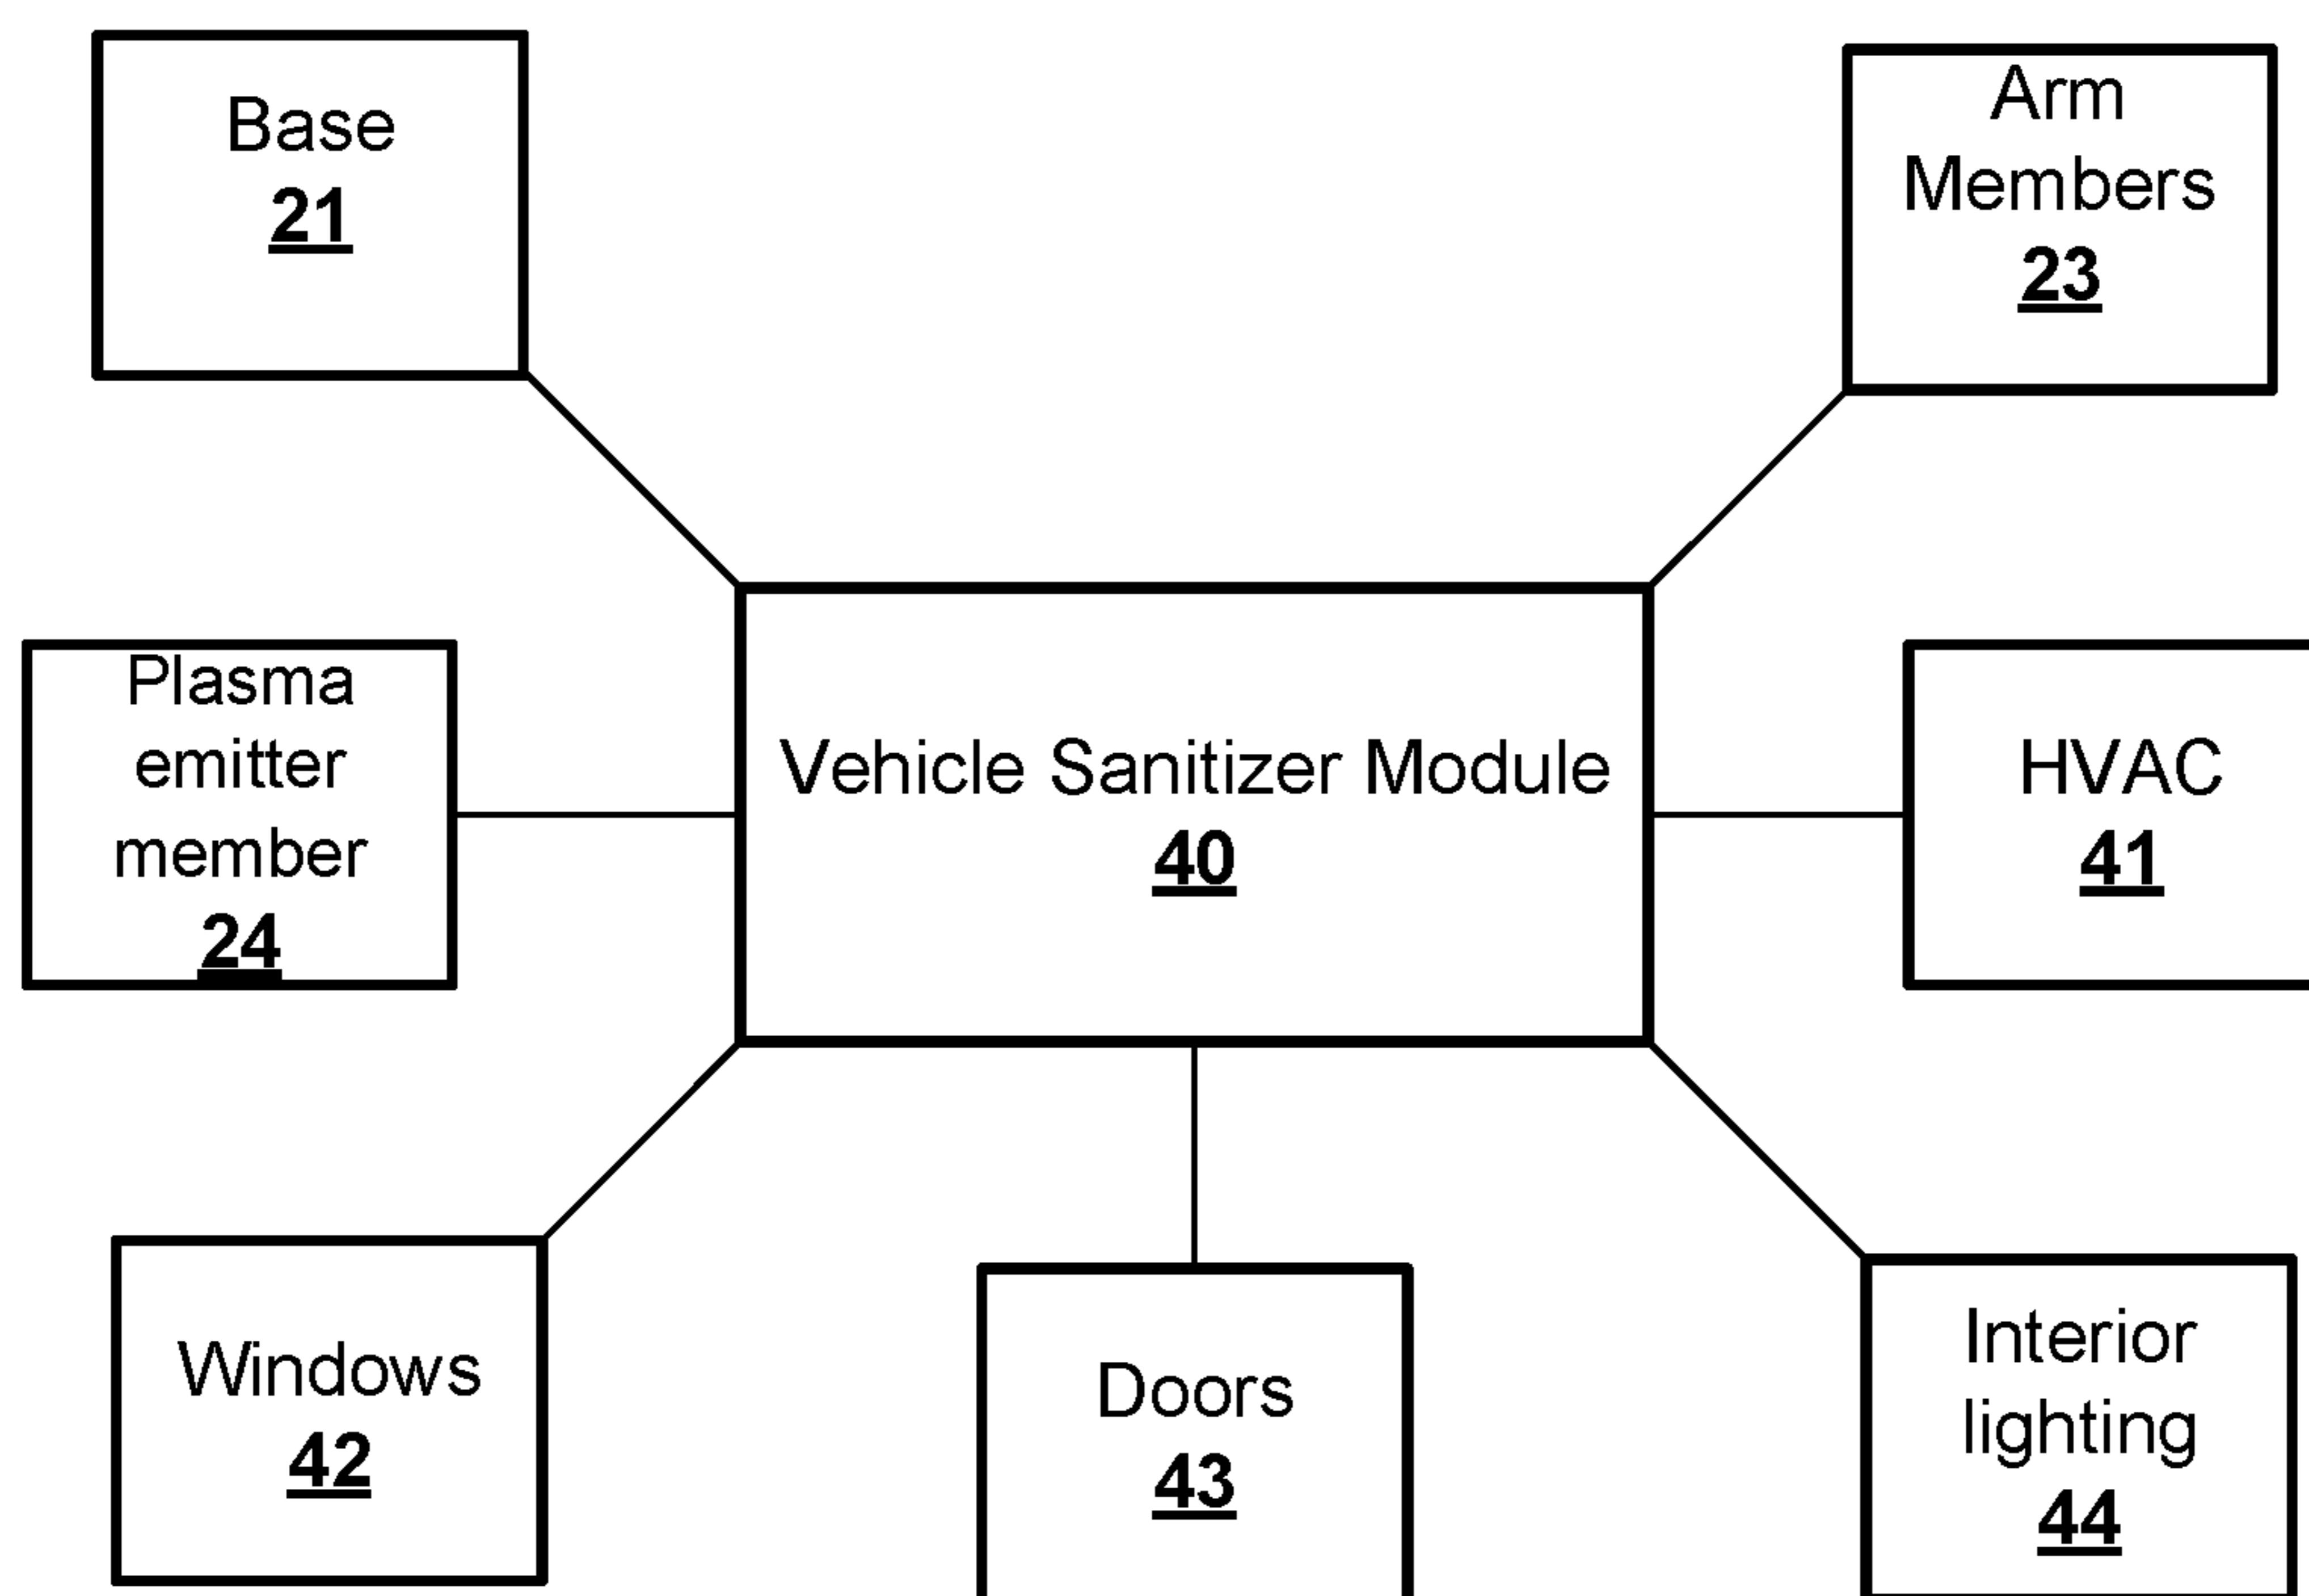 Base
21
Arm
Members
23
Plasma
emitter
member
24
Vehicle Sanitizer Module
40
HVAC
41
Windows
42
Doors
43
Interior
lighting
44